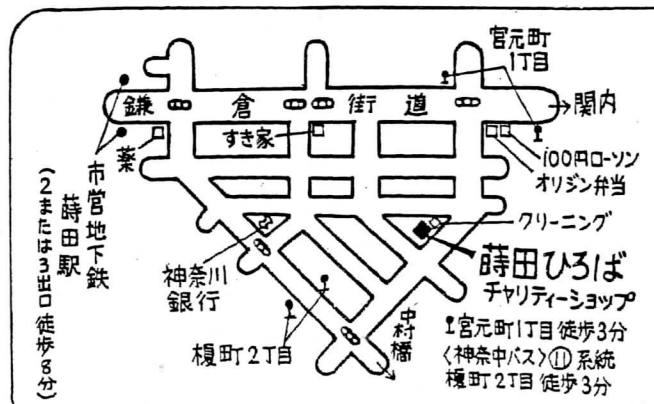 宮元町
1丁目
鎌倉街道
→関内
薬
すき家
100円ローソン
オリジン弁当
市営地下鉄
蒔田駅
(2または3出口徒歩8分)
クリーニング
神奈川
銀行
蒔田ひろば
チャリティーショップ
榎町2丁目
中村橋
宮元町1丁目徒歩3分
〈神奈中バス〉⑪系統
榎町2丁目徒歩3分